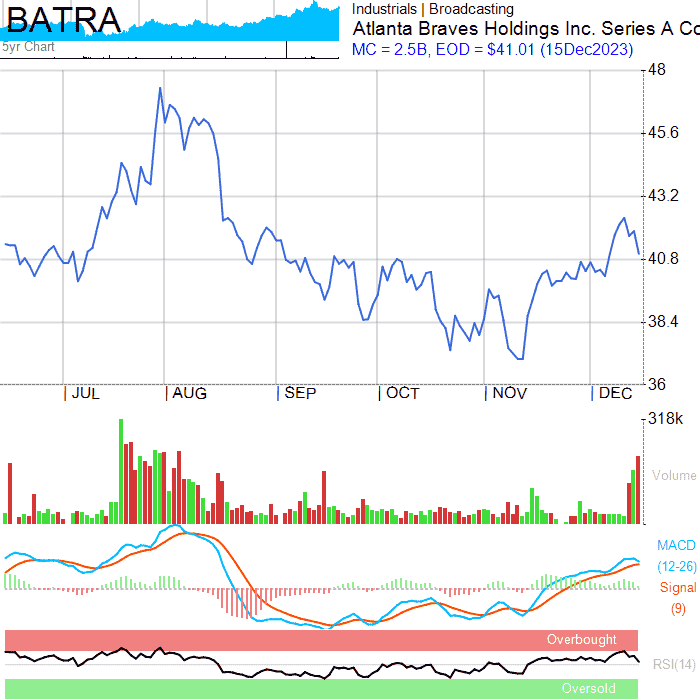 BATRA
5yr Chart
Industrials | Broadcasting
Atlanta Braves Holdings Inc. Series A Co
MC = 2.5B, EOD = $41.01 (15Dec2023)
48
45.6
43.2
40.8
38.4
36
JUL AUG SEP OCT NOV DEC
318k
Volume
MACD
(12-26)
Signal
(9)
Overbought
RSI(14)
Oversold